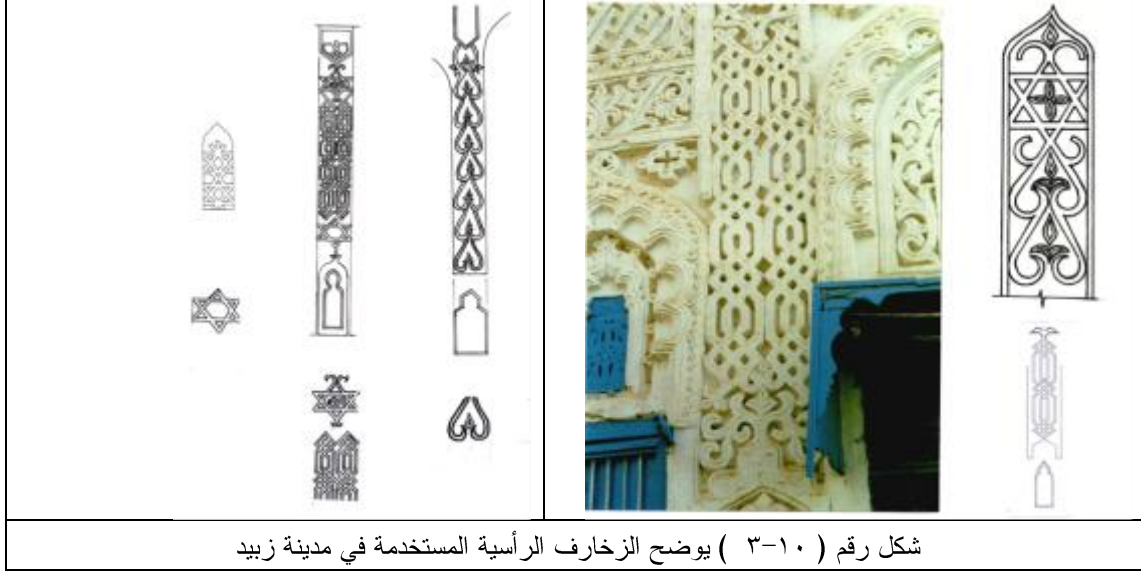 شكل رقم ( ١٠-٣ ) يوضح الزخارف الرأسية المستخدمة في مدينة زبيد